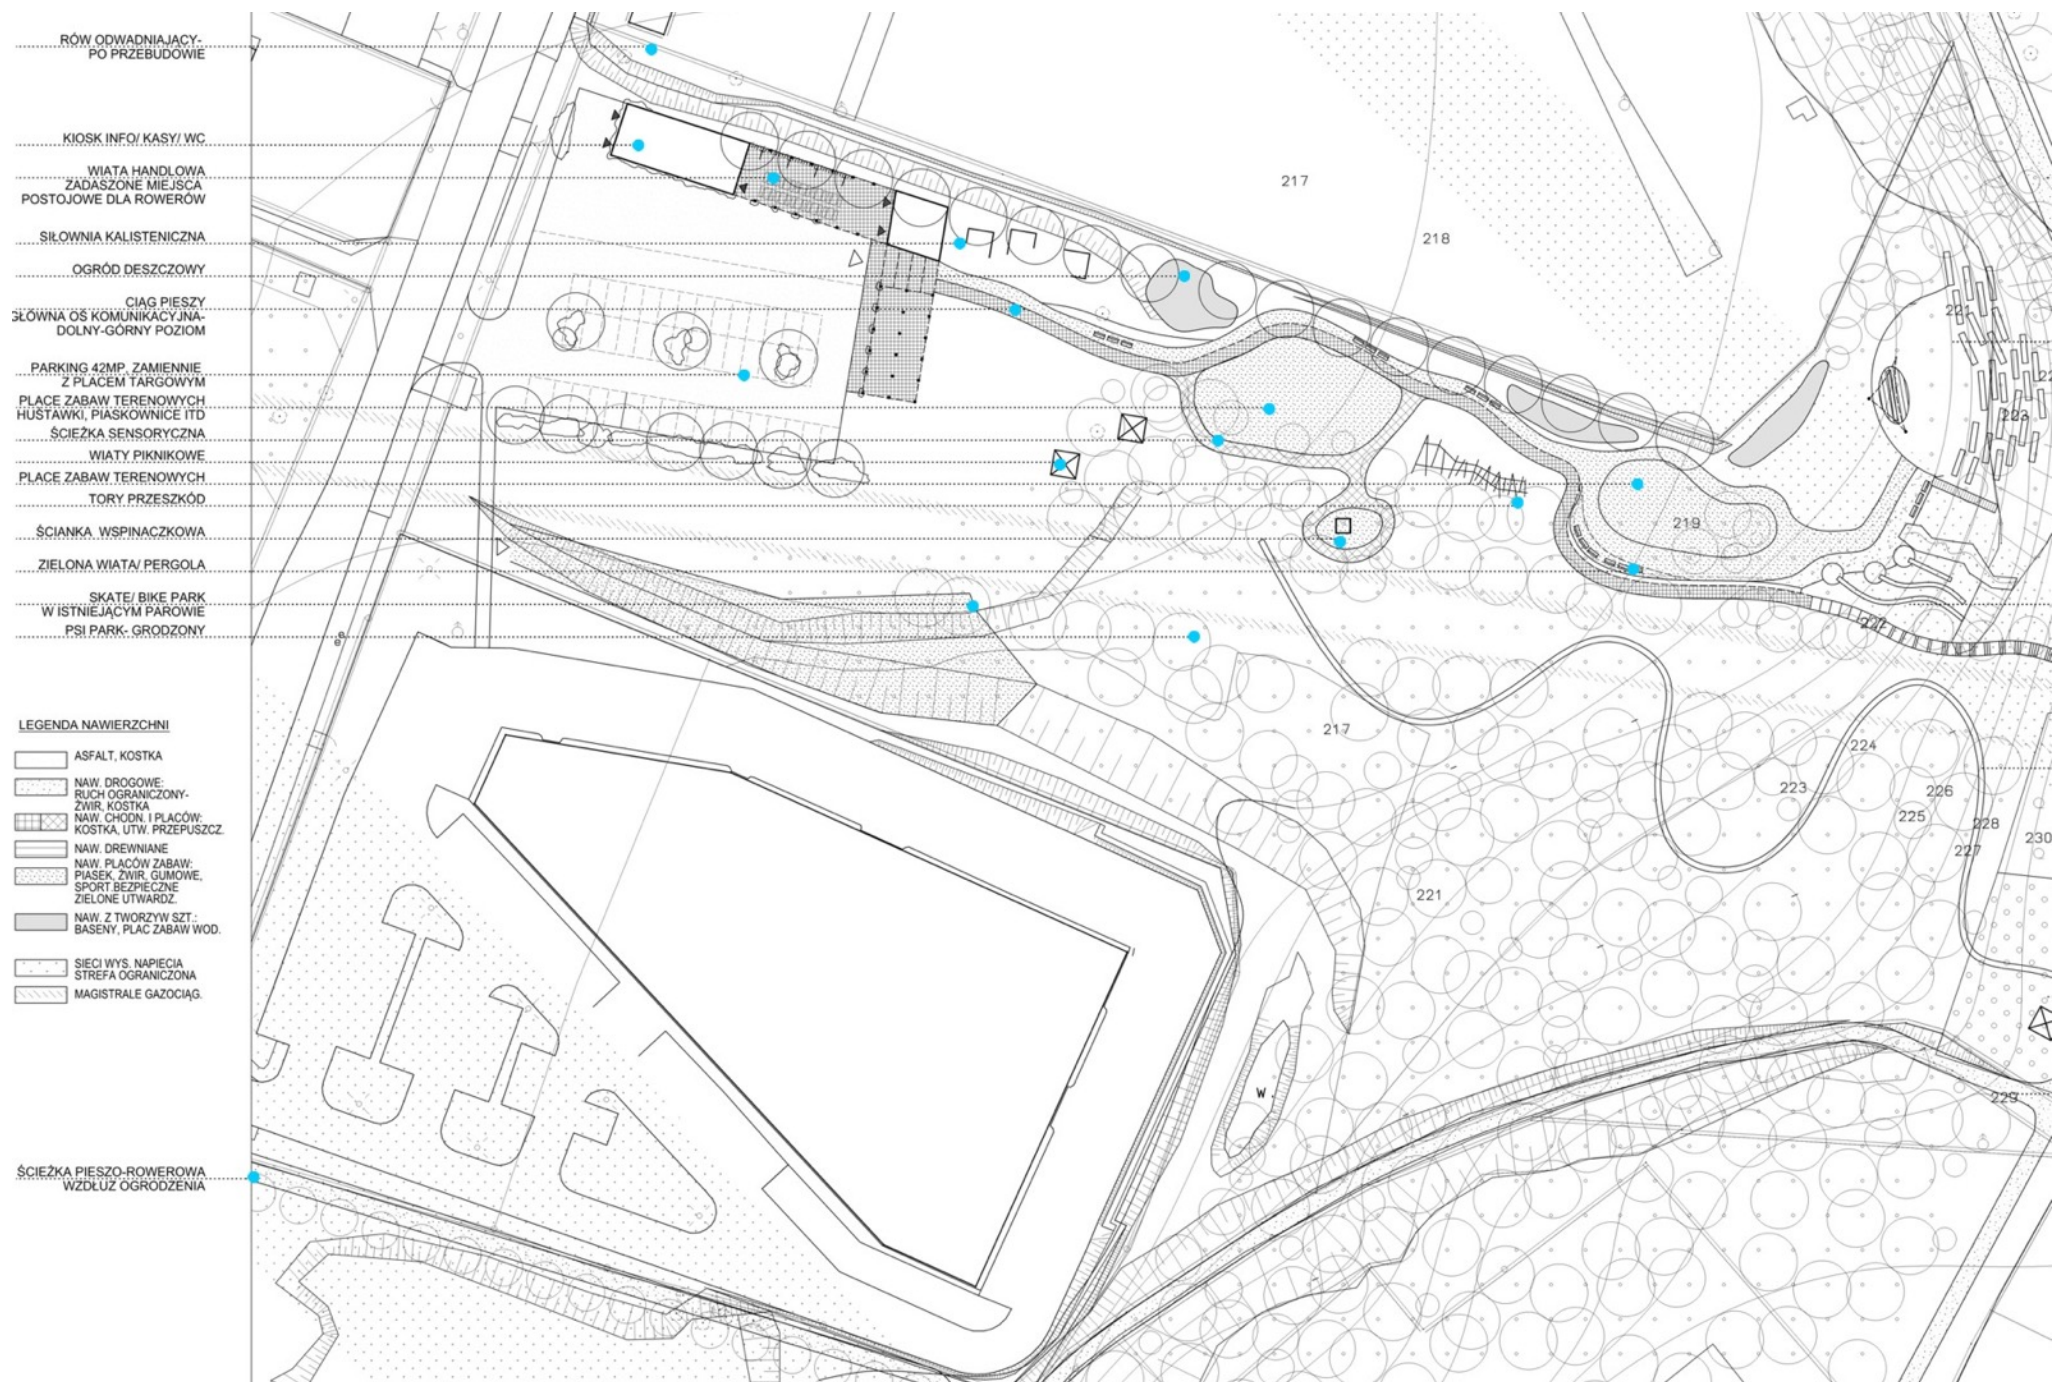 RÓW ODWADNIAJĄCY-
PO PRZEBUDOWIE
KIOSK INFO/ KASY/ WC
WIATA HANDLOWA
ZADASZONE MIEJSCA
POSTOJOWE DLA ROWERÓW
SIŁOWNIA KALISTENICZNA
OGRÓD DESZCZOWY
CIĄG PIESZY
GŁÓWNA OŚ KOMUNIKACYJNA-
DOLNY-GÓRNY POZIOM
PARKING 42MP, ZAMIENNIE
Z PLACEM TARGOWYM
PLACE ZABAW TERENOWYCH
HUŚTAWKI, PIASKOWNICE ITD
ŚCIEŻKA SENSORYCZNA
WIATY PIKNIKOWE
PLACE ZABAW TERENOWYCH
TORY PRZESZKÓD
ŚCIANKA WSPINACZKOWA
ZIELONA WIATA/ PERGOLA
SKATE/ BIKE PARK
W ISTNIEJĄCYM PAROWIE
PSI PARK- GRODZONY
LEGENDA NAWIERZCHNI
ASFALT, KOSTKA
NAW. DROGOWE:
RUCH OGRANICZONY-
ŻWIR, KOSTKA
NAW. CHODN. I PLACÓW:
KOSTKA, UTW. PRZEPUSZCZ.
NAW. DREWNIANE
NAW. PLACÓW ZABAW:
PIASEK, ŻWIR, GUMOWE,
SPORT.BEZPIECZNE
ZIELONE UTWARDZ.
NAW. Z TWORZYW SZT.:
BASENY, PLAC ZABAW WOD.
SIECI WYS. NAPIĘCIA
STREFA OGRANICZONA
MAGISTRALE GAZOCIĄG.
ŚCIEŻKA PIESZO-ROWEROWA
WZDŁUŻ OGRODZENIA
217
218
221
223
219
222
217
224
223
226
225
228
227
230
221
W
229